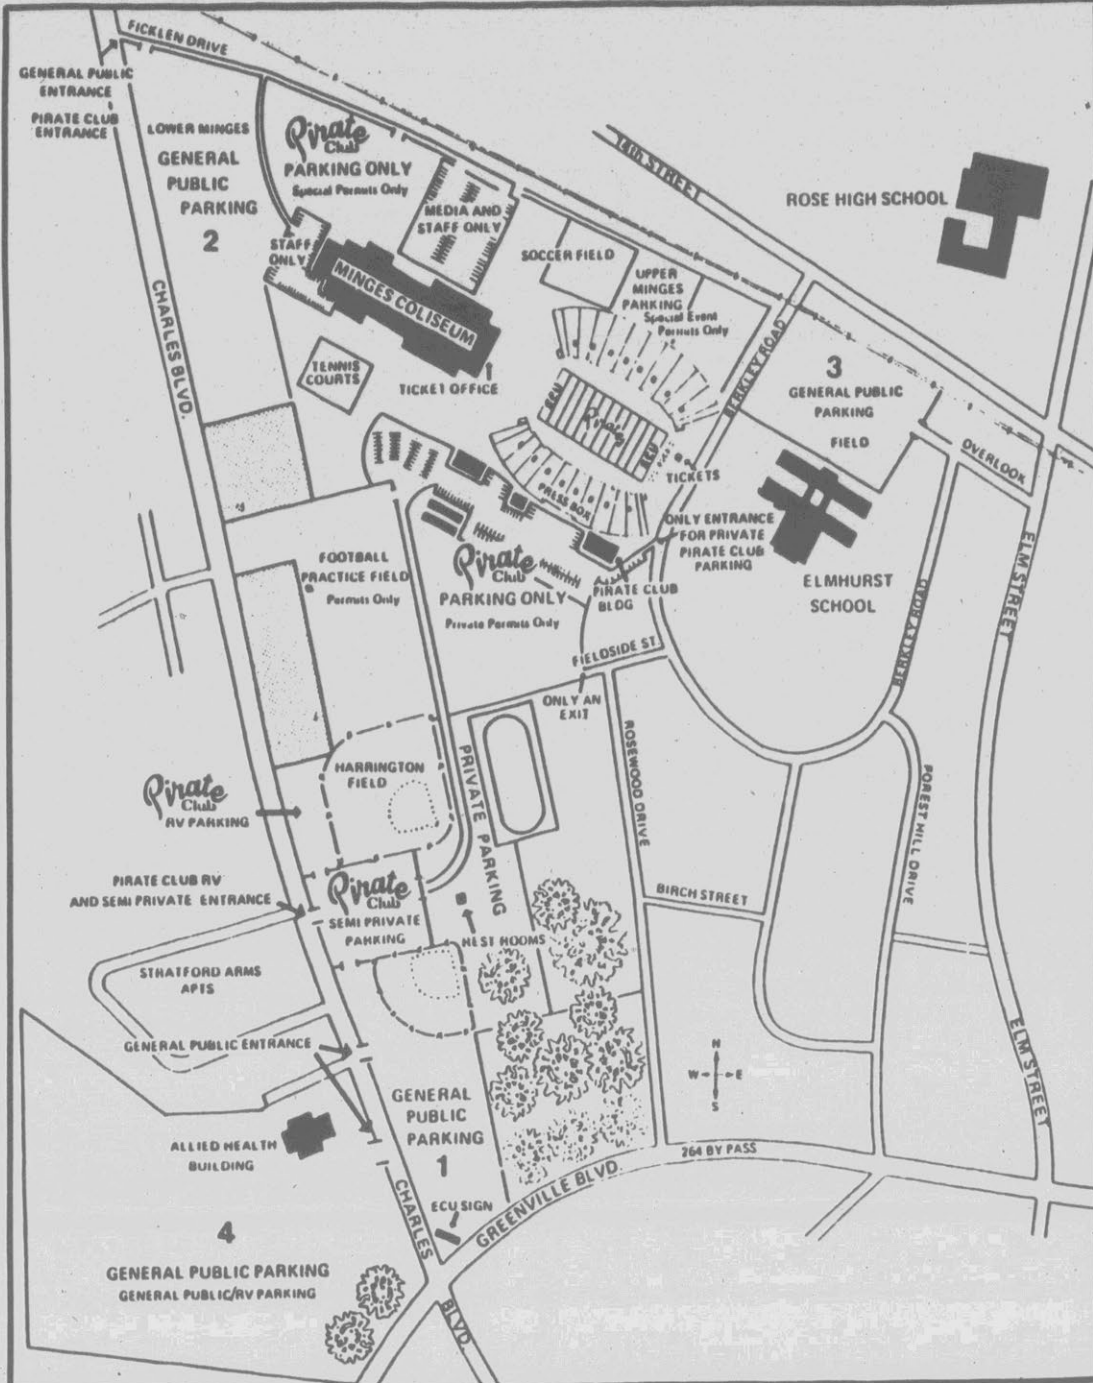 FICKLEN DRIVE
GENERAL PUBLIC
ENTRANCE
PIRATE CLUB
ENTRANCE
LOWER MINGES
GENERAL
PUBLIC
PARKING
2
Pirate
Club
PARKING ONLY
Special Permits Only
MEDIA AND
STAFF ONLY
STAFF
ONLY
MINGES COLISEUM
SOCCER FIELD
UPPER
MINGES
PARKING
Special Event
Permits Only
14th STREET
ROSE HIGH SCHOOL
CHARLES BLVD.
TENNIS
COURTS
TICKET OFFICE
BERKLEY ROAD
3
GENERAL PUBLIC
PARKING
FIELD
OVERLOOK
ECU
Pirates
ECU
TICKETS
PRESS BOX
ONLY ENTRANCE
FOR PRIVATE
PIRATE CLUB
PARKING
ELMHURST
SCHOOL
ELM STREET
FOOTBALL
PRACTICE FIELD
Permits Only
Pirate
Club
PARKING ONLY
Private Permits Only
PIRATE CLUB
BLDG
BERKLEY ROAD
FIELDSIDE ST.
ONLY AN
EXIT
ROSEWOOD DRIVE
PRIVATE PARKING
HARRINGTON
FIELD
Pirate
Club
RV PARKING
FOREST HILL DRIVE
PIRATE CLUB RV
AND SEMI PRIVATE ENTRANCE
Pirate
Club
SEMI PRIVATE
PARKING
REST ROOMS
BIRCH STREET
STRATFORD ARMS
APTS
GENERAL PUBLIC ENTRANCE
ELM STREET
N
W E
S
GENERAL
PUBLIC
PARKING
1
ALLIED HEALTH
BUILDING
ECU SIGN
CHARLES
BLVD.
GREENVILLE BLVD.
264 BY PASS
4
GENERAL PUBLIC PARKING
GENERAL PUBLIC/RV PARKING